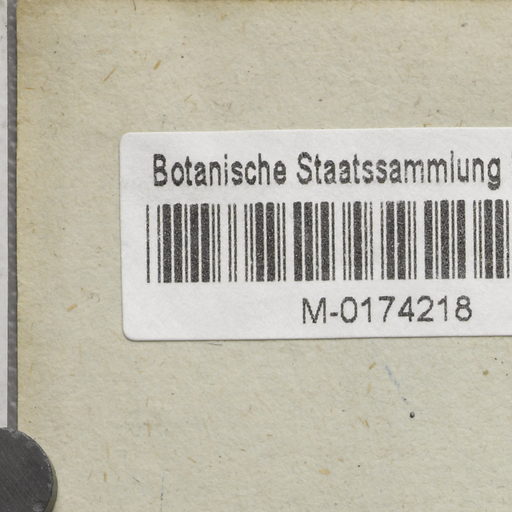 Botanische Staatssammlung
M-0174218